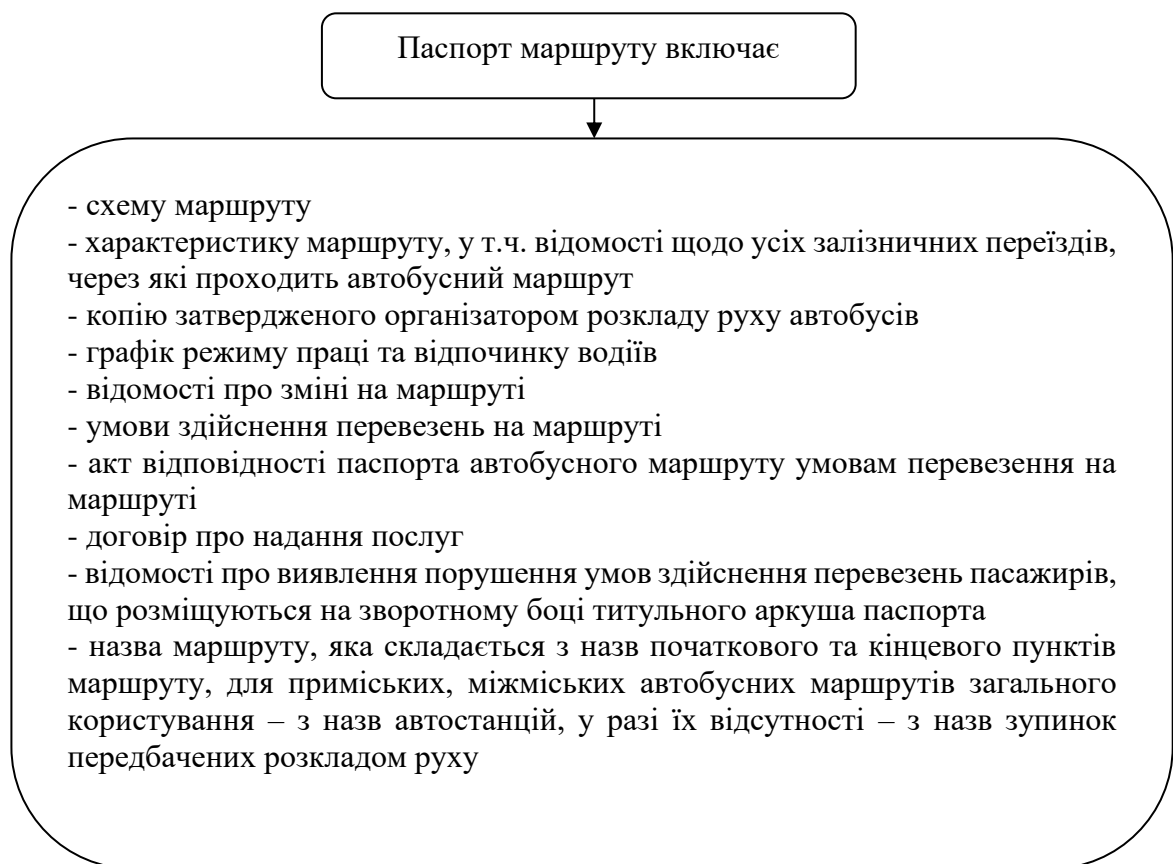 Паспорт маршруту включає
- схему маршруту
- характеристику маршруту, у т.ч. відомості щодо усіх залізничних переїздів,
через які проходить автобусний маршрут
- копію затвердженого організатором розкладу руху автобусів
- графік режиму праці та відпочинку водіїв
- відомості про зміні на маршруті
- умови здійснення перевезень на маршруті
- акт відповідності паспорта автобусного маршруту умовам перевезення на
маршруті
- договір про надання послуг
- відомості про виявлення порушення умов здійснення перевезень пасажирів,
що розміщуються на зворотному боці титульного аркуша паспорта
- назва маршруту, яка складається з назв початкового та кінцевого пунктів
маршруту, для приміських, міжміських автобусних маршрутів загального
користування – з назв автостанцій, у разі їх відсутності – з назв зупинок
передбачених розкладом руху